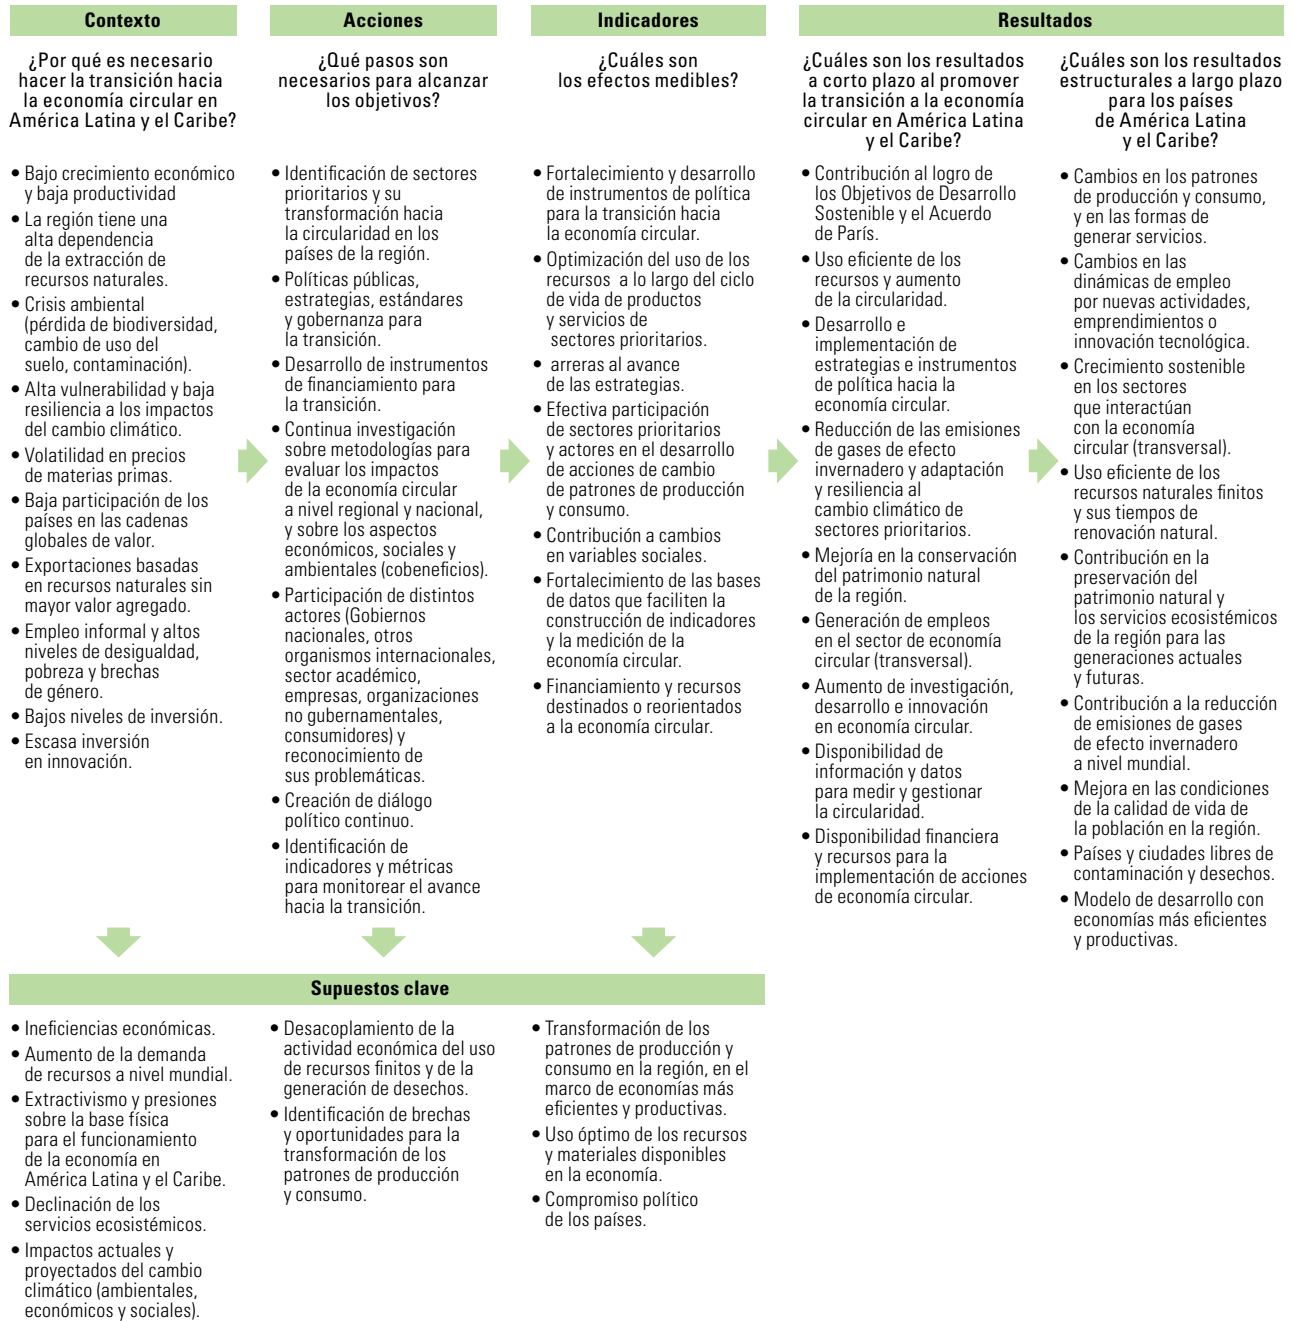 Contexto
¿Por qué es necesario
hacer la transición hacia
la economía circular en
América Latina y el Caribe?
• Bajo crecimiento económico
y baja productividad
• La región tiene una
alta dependencia
de la extracción de
recursos naturales.
• Crisis ambiental
(pérdida de biodiversidad,
cambio de uso del
suelo, contaminación).
• Alta vulnerabilidad y baja
resiliencia a los impactos
del cambio climático.
• Volatilidad en precios
de materias primas.
• Baja participación de los
países en las cadenas
globales de valor.
• Exportaciones basadas
en recursos naturales sin
mayor valor agregado.
• Empleo informal y altos
niveles de desigualdad,
pobreza y brechas
de género.
• Bajos niveles de inversión.
• Escasa inversión
en innovación.
Acciones
¿Qué pasos son
necesarios para alcanzar
los objetivos?
• Identificación de sectores
prioritarios y su
transformación hacia
la circularidad en los
países de la región.
• Políticas públicas,
estrategias, estándares
y gobernanza para
la transición.
• Desarrollo de instrumentos
de financiamiento para
la transición.
• Continua investigación
sobre metodologías para
evaluar los impactos
de la economía circular
a nivel regional y nacional,
y sobre los aspectos
económicos, sociales y
ambientales (cobeneficios).
• Participación de distintos
actores (Gobiernos
nacionales, otros
organismos internacionales,
sector académico,
empresas, organizaciones
no gubernamentales,
consumidores) y
reconocimiento de
sus problemáticas.
• Creación de diálogo
político continuo.
• Identificación de
indicadores y métricas
para monitorear el avance
hacia la transición.
Indicadores
¿Cuáles son
los efectos medibles?
• Fortalecimiento y desarrollo
de instrumentos de política
para la transición hacia
la economía circular.
• Optimización del uso de los
recursos a lo largo del ciclo
de vida de productos
y servicios de
sectores prioritarios.
• arreras al avance
de las estrategias.
• Efectiva participación
de sectores prioritarios
y actores en el desarrollo
de acciones de cambio
de patrones de producción
y consumo.
• Contribución a cambios
en variables sociales.
• Fortalecimiento de las bases
de datos que faciliten la
construcción de indicadores
y la medición de la
economía circular.
• Financiamiento y recursos
destinados o reorientados
a la economía circular.
Resultados
¿Cuáles son los resultados
a corto plazo al promover
la transición a la economía
circular en América Latina
y el Caribe?
• Contribución al logro de
los Objetivos de Desarrollo
Sostenible y el Acuerdo
de París.
• Uso eficiente de los
recursos y aumento
de la circularidad.
• Desarrollo e
implementación de
estrategias e instrumentos
de política hacia la
economía circular.
• Reducción de las emisiones
de gases de efecto
invernadero y adaptación
y resiliencia al
cambio climático de
sectores prioritarios.
• Mejoría en la conservación
del patrimonio natural
de la región.
• Generación de empleos
en el sector de economía
circular (transversal).
• Aumento de investigación,
desarrollo e innovación
en economía circular.
• Disponibilidad de
información y datos
para medir y gestionar
la circularidad.
• Disponibilidad financiera
y recursos para la
implementación de acciones
de economía circular.
¿Cuáles son los resultados
estructurales a largo plazo
para los países
de América Latina
y el Caribe?
• Cambios en los patrones
de producción y consumo,
y en las formas de
generar servicios.
• Cambios en las
dinámicas de empleo
por nuevas actividades,
emprendimientos o
innovación tecnológica.
• Crecimiento sostenible
en los sectores
que interactúan
con la economía
circular (transversal).
• Uso eficiente de los
recursos naturales finitos
y sus tiempos de
renovación natural.
• Contribución en la
preservación del
patrimonio natural y
los servicios ecosistémicos
de la región para las
generaciones actuales
y futuras.
• Contribución a la reducción
de emisiones de gases
de efecto invernadero
a nivel mundial.
• Mejora en las condiciones
de la calidad de vida de
la población en la región.
• Países y ciudades libres de
contaminación y desechos.
• Modelo de desarrollo con
economías más eficientes
y productivas.
Supuestos clave
• Ineficiencias económicas.
• Aumento de la demanda
de recursos a nivel mundial.
• Extractivismo y presiones
sobre la base física
para el funcionamiento
de la economía en
América Latina y el Caribe.
• Declinación de los
servicios ecosistémicos.
• Impactos actuales y
proyectados del cambio
climático (ambientales,
económicos y sociales).
• Desacoplamiento de la
actividad económica del uso
de recursos finitos y de la
generación de desechos.
• Identificación de brechas
y oportunidades para la
transformación de los
patrones de producción
y consumo.
• Transformación de los
patrones de producción y
consumo en la región, en el
marco de economías más
eficientes y productivas.
• Uso óptimo de los recursos
y materiales disponibles
en la economía.
• Compromiso político
de los países.